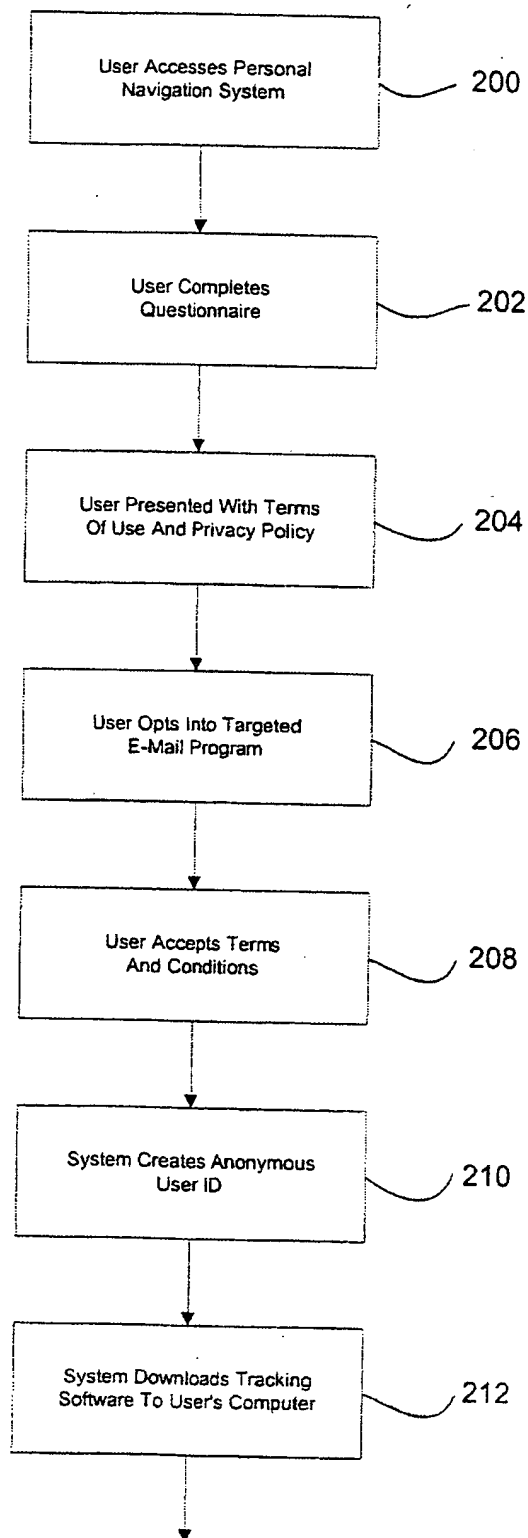 User Accesses Personal
Navigation System
200
User Completes
Questionnaire
202
User Presented With Terms
Of Use And Privacy Policy
204
User Opts Into Targeted
E-Mail Program
206
User Accepts Terms
And Conditions
208
System Creates Anonymous
User ID
210
System Downloads Tracking
Software To User's Computer
212